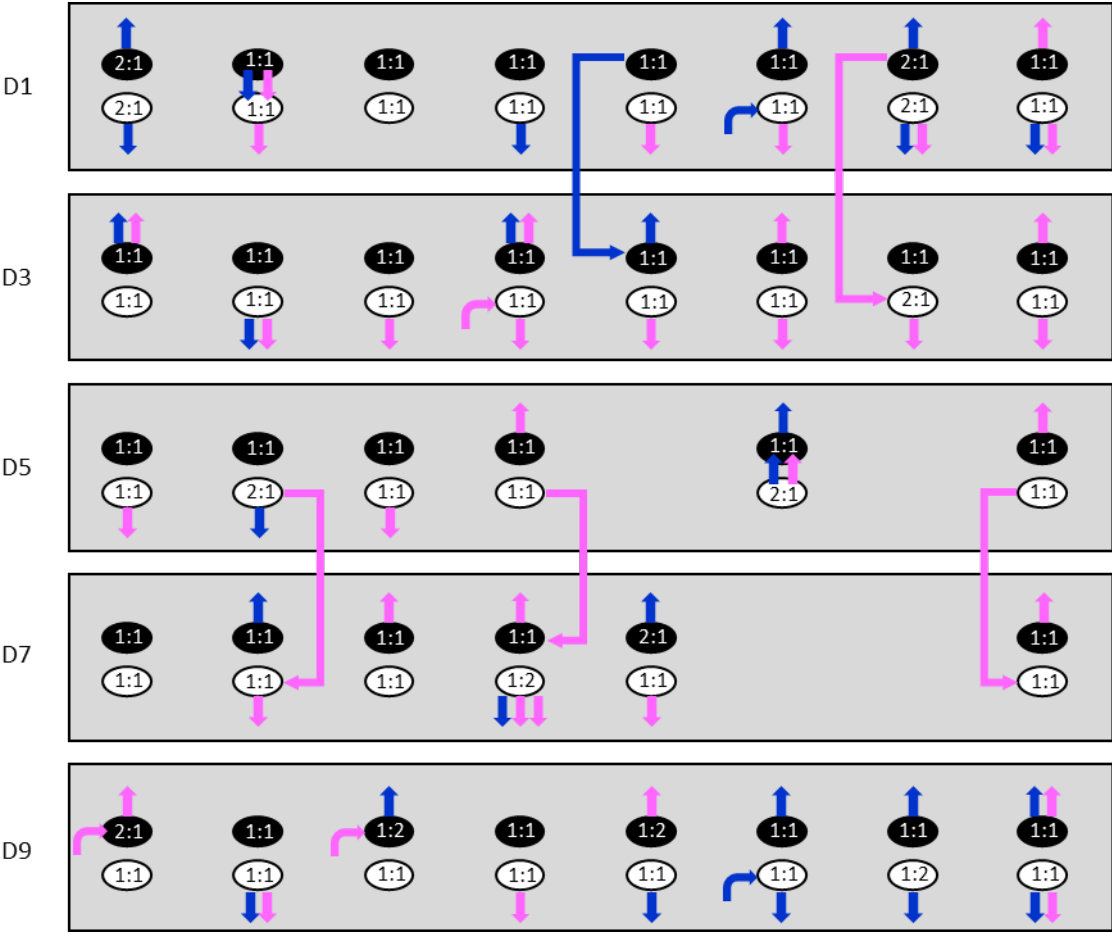 2:1 1:1 1:1 1:1 1:1 1:1 2:1 1:1
D1
2:1 1:1 1:1 1:1 1:1 1:1 2:1 1:1
1:1 1:1 1:1 1:1 1:1 1:1 1:1 1:1
D3
1:1 1:1 1:1 1:1 1:1 1:1 2:1 1:1
1:1 1:1 1:1 1:1 1:1 1:1
D5
1:1 2:1 1:1 1:1 2:1 1:1
1:1 1:1 1:1 1:1 2:1 1:1
D7
1:1 1:1 1:1 1:2 1:1 1:1
2:1 1:1 1:2 1:1 1:2 1:1 1:1 1:1
D9
1:1 1:1 1:1 1:1 1:1 1:1 1:2 1:1